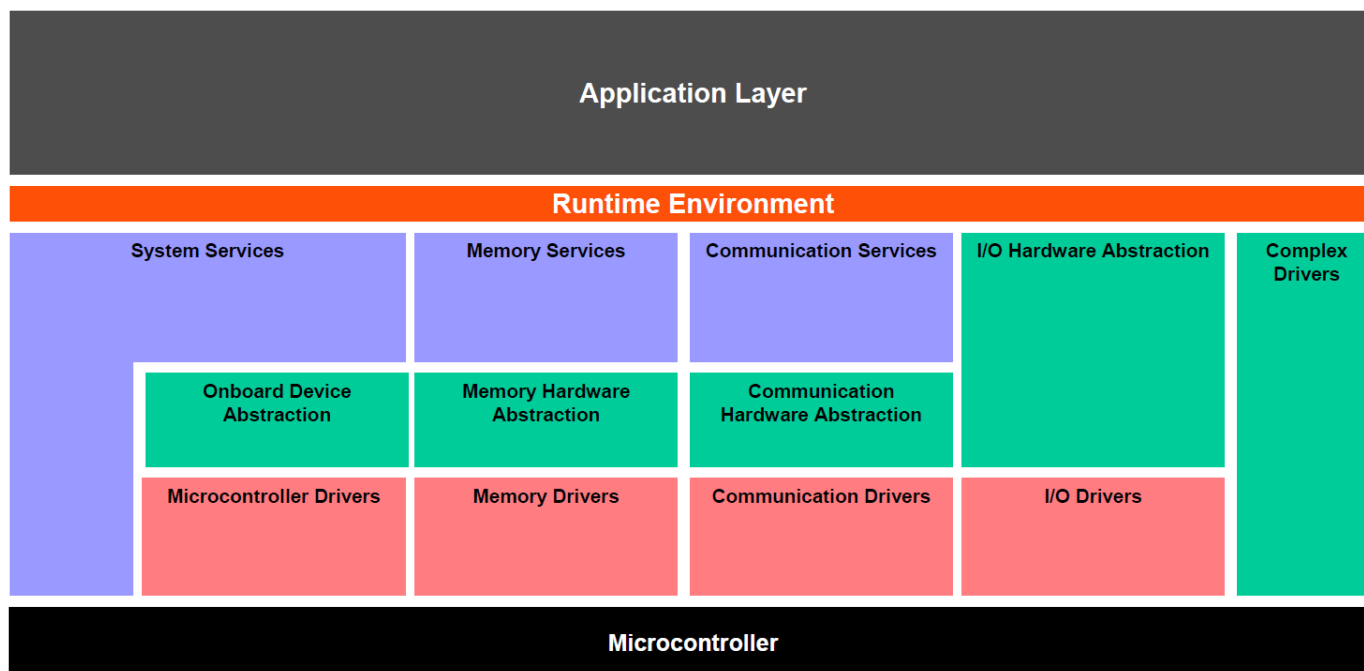 Application Layer
Runtime Environment
System Services
Memory Services
Communication Services
I/O Hardware Abstraction
Complex
Drivers
Onboard Device
Abstraction
Memory Hardware
Abstraction
Communication
Hardware Abstraction
Microcontroller Drivers
Memory Drivers
Communication Drivers
I/O Drivers
Microcontroller